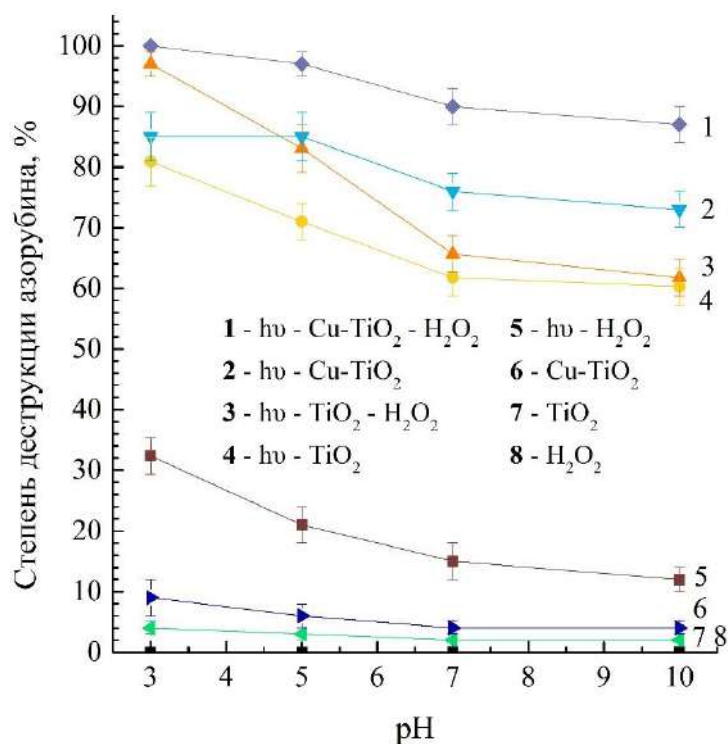 Степень деструкции азорубина, %
100
90
80
70
60
50
40
30
20
10
0
1
2
3
4
1 - hυ - Cu-TiO₂ - H₂O₂
2 - hυ - Cu-TiO₂
3 - hυ - TiO₂ - H₂O₂
4 - hυ - TiO₂
5 - hυ - H₂O₂
6 - Cu-TiO₂
7 - TiO₂
8 - H₂O₂
5
6
7 8
3 4 5 6 7 8 9 10
pH